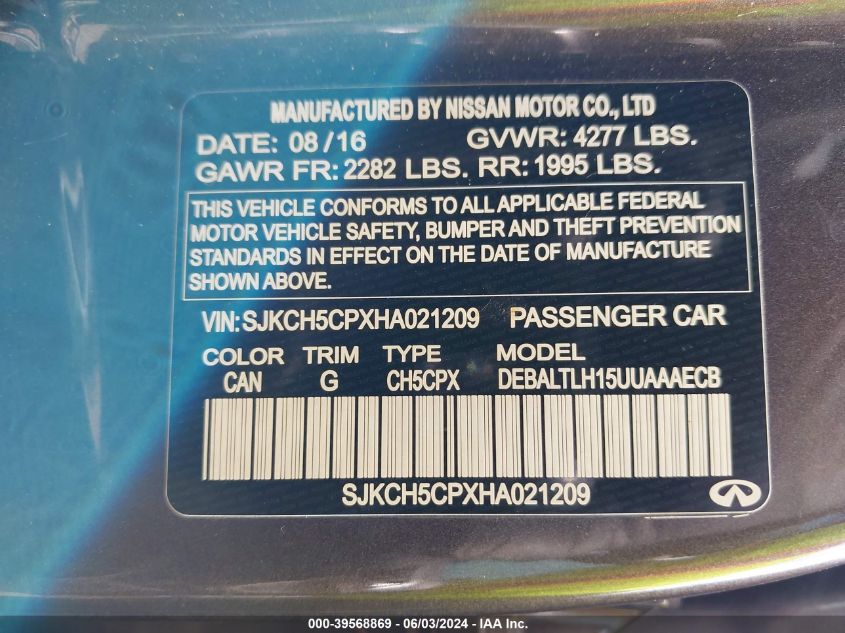 MANUFACTURED BY NISSAN MOTOR CO., LTD
DATE: 08/16 GVWR: 4277 LBS.
GAWR FR: 2282 LBS. RR: 1995 LBS.
THIS VEHICLE CONFORMS TO ALL APPLICABLE FEDERAL
MOTOR VEHICLE SAFETY, BUMPER AND THEFT PREVENTION
STANDARDS IN EFFECT ON THE DATE OF MANUFACTURE
SHOWN ABOVE.
VIN: SJKCH5CPXHA021209 PASSENGER CAR
COLOR TRIM TYPE MODEL
CAN G CH5CPX DEBALTLH15UUAAAECB
SJKCH5CPXHA021209
000-39568869 / 06/03/2024 - IAA Inc.